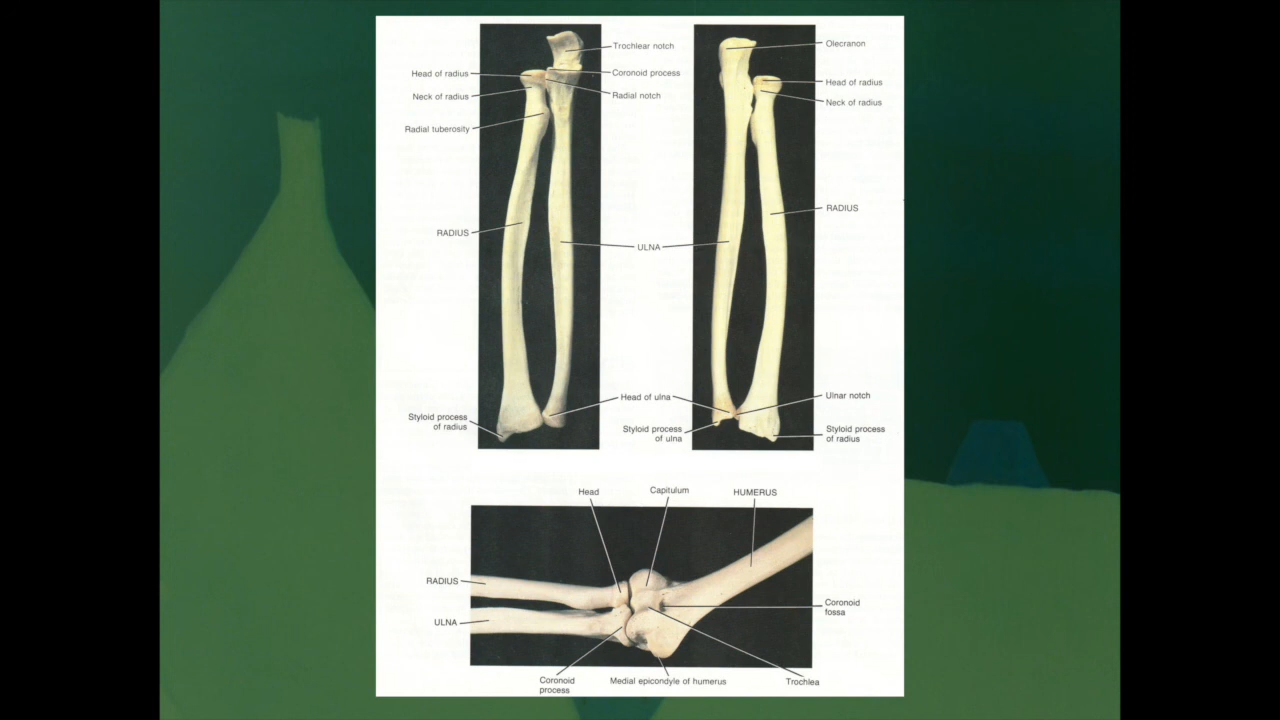 Trochlear notch
Head of radius
Coronoid process
Neck of radius
Radial notch
Radial tuberosity
RADIUS
ULNA
Olecranon
Head of radius
Neck of radius
RADIUS
Head of ulna
Ulnar notch
Styloid process
of radius
Styloid process
of ulna
Styloid process
of radius
Head
Capitulum
HUMERUS
RADIUS
ULNA
Coronoid
fossa
Coronoid
process
Medial epicondyle of humerus
Trochlea